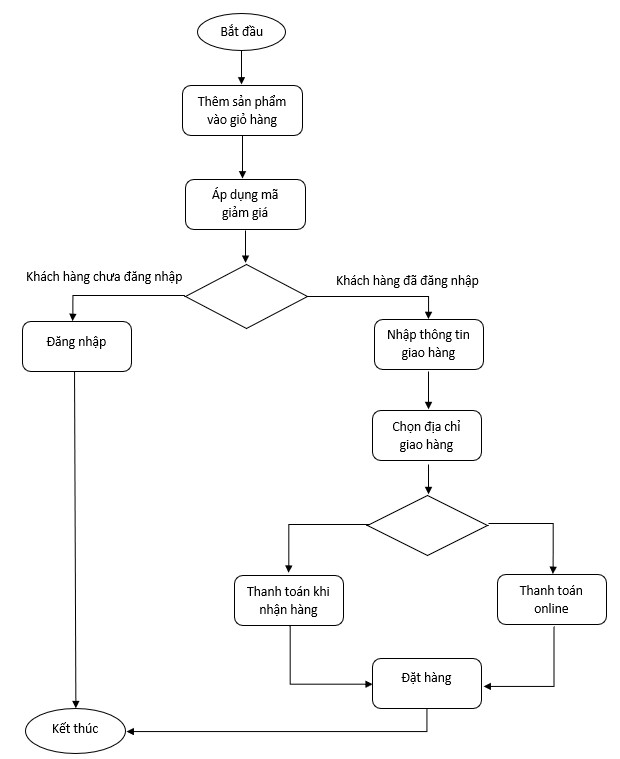 Bắt đầu
Thêm sản phẩm
vào giỏ hàng
Áp dụng mã
giảm giá
Khách hàng chưa đăng nhập
Khách hàng đã đăng nhập
Đăng nhập
Nhập thông tin
giao hàng
Chọn địa chỉ
giao hàng
Thanh toán khi
nhận hàng
Thanh toán
online
Đặt hàng
Kết thúc